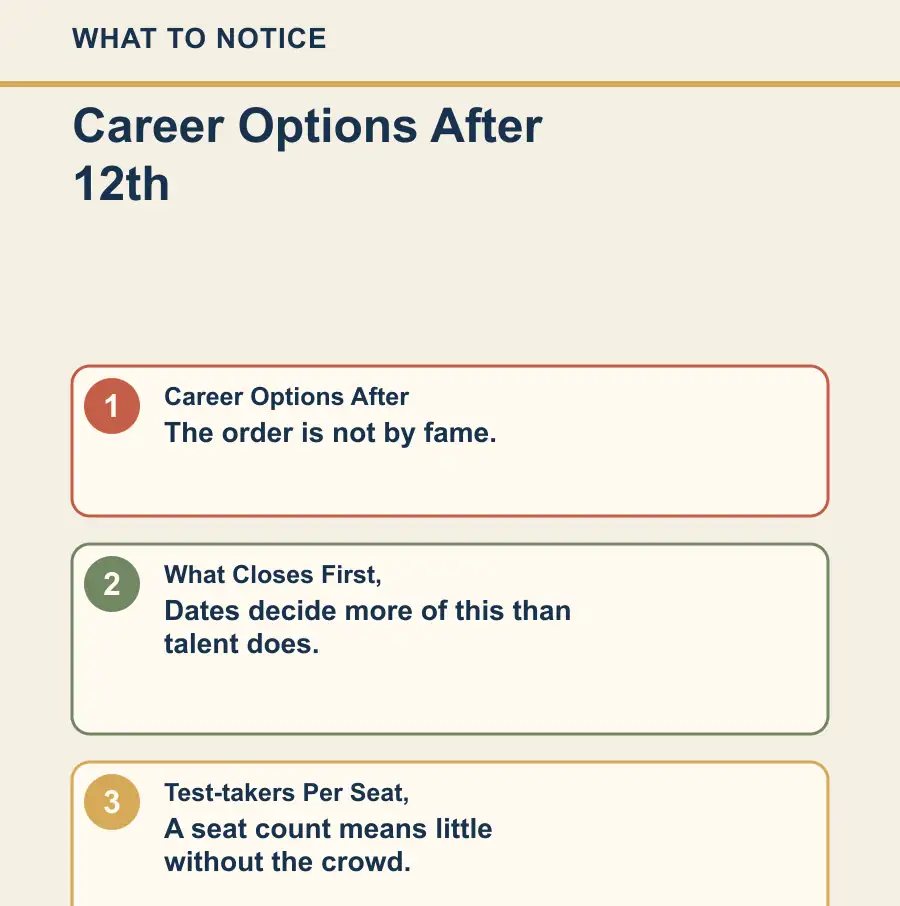 WHAT TO NOTICE
Career Options After
12th
1
Career Options After
The order is not by fame.
2
What Closes First,
Dates decide more of this than
talent does.
3
Test-takers Per Seat,
A seat count means little
without the crowd.